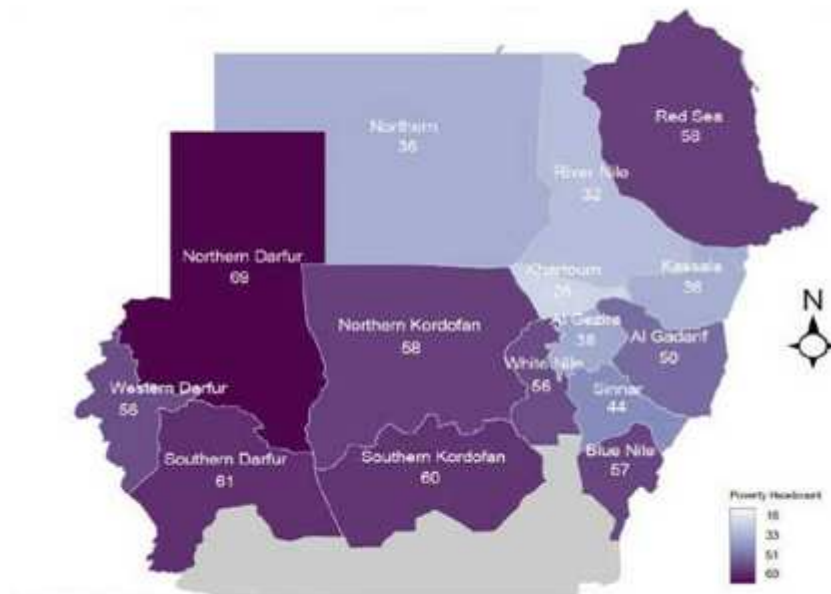 Northern
36
Red Sea
58
River Nile
32
Northern Darfur
69
Khartoum
26
Kassala
36
Northern Kordofan
58
Al Gezira
38
Al Gadarif
50
White Nile
56
Western Darfur
56
Sinnar
44
Southern Darfur
61
Southern Kordofan
60
Blue Nile
57
N
Poverty Headcount
16
33
51
63